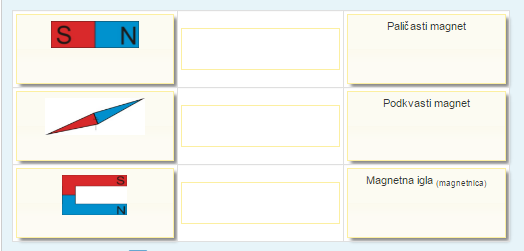 S N
Paličasti magnet
Podkvasti magnet
S
N
Magnetna igla (magnetnica)